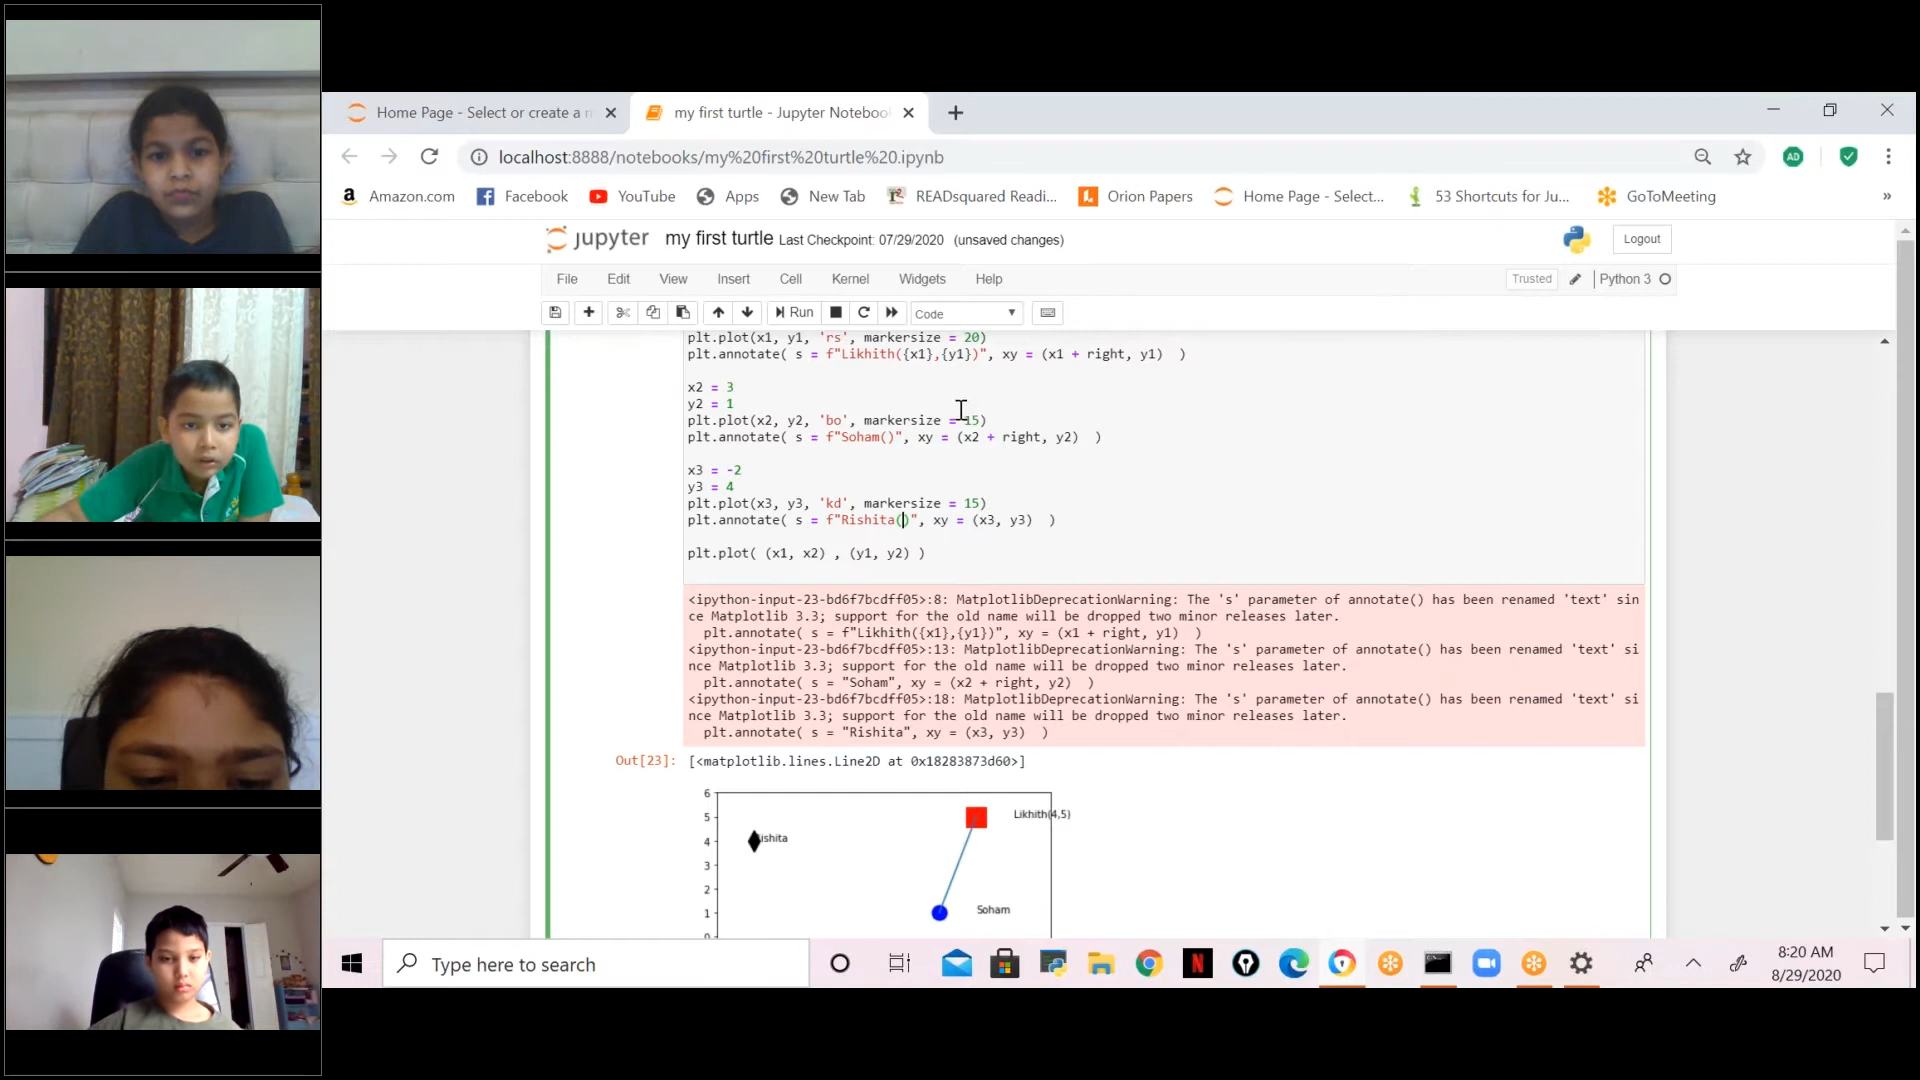 Home Page - Select or create a n
my first turtle - Jupyter Noteboo
localhost:8888/notebooks/my%20first%20turtle%20.ipynb
AD
Amazon.com
Facebook
YouTube
Apps
New Tab
READsquared Readi...
Orion Papers
Home Page - Select...
53 Shortcuts for Ju...
GoToMeeting
»
jupyter my first turtle Last Checkpoint: 07/29/2020 (unsaved changes)
Logout
File Edit View Insert Cell Kernel Widgets Help
Trusted
Python 3
Run
Code
plt.plot(x1, y1, 'rs', markersize = 20)
plt.annotate( s = f"Likhith({x1},{y1})", xy = (x1 + right, y1)  )
x2 = 3
y2 = 1
plt.plot(x2, y2, 'bo', markersize = 15)
plt.annotate( s = f"Soham()", xy = (x2 + right, y2)  )
x3 = -2
y3 = 4
plt.plot(x3, y3, 'kd', markersize = 15)
plt.annotate( s = f"Rishita()", xy = (x3, y3)  )
plt.plot( (x1, x2) , (y1, y2) )
<ipython-input-23-bd6f7bcdff05>:8: MatplotlibDeprecationWarning: The 's' parameter of annotate() has been renamed 'text' sin
ce Matplotlib 3.3; support for the old name will be dropped two minor releases later.
plt.annotate( s = f"Likhith({x1},{y1})", xy = (x1 + right, y1)  )
<ipython-input-23-bd6f7bcdff05>:13: MatplotlibDeprecationWarning: The 's' parameter of annotate() has been renamed 'text' si
nce Matplotlib 3.3; support for the old name will be dropped two minor releases later.
plt.annotate( s = "Soham", xy = (x2 + right, y2)  )
<ipython-input-23-bd6f7bcdff05>:18: MatplotlibDeprecationWarning: The 's' parameter of annotate() has been renamed 'text' si
nce Matplotlib 3.3; support for the old name will be dropped two minor releases later.
plt.annotate( s = "Rishita", xy = (x3, y3)  )
Out[23]: [<matplotlib.lines.Line2D at 0x18283873d60>]
6
5
Likhith(4,5)
4
ishita
3
2
1
Soham
0
Type here to search
N
8:20 AM
8/29/2020